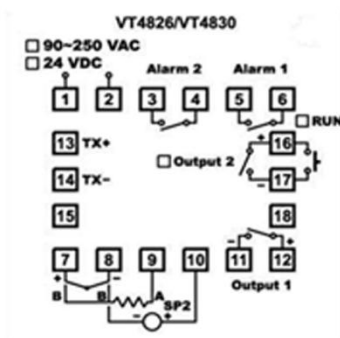 VT4826/VT4830
90~250 VAC
24 VDC
Alarm 2 Alarm 1
1 2 3 4 5 6
RUN
13 TX+ + 16
Output 2
14 TX− − 17
15 18
− +
7 8 9 10 11 12
+ −
Output 1
B B A
SP2
− +